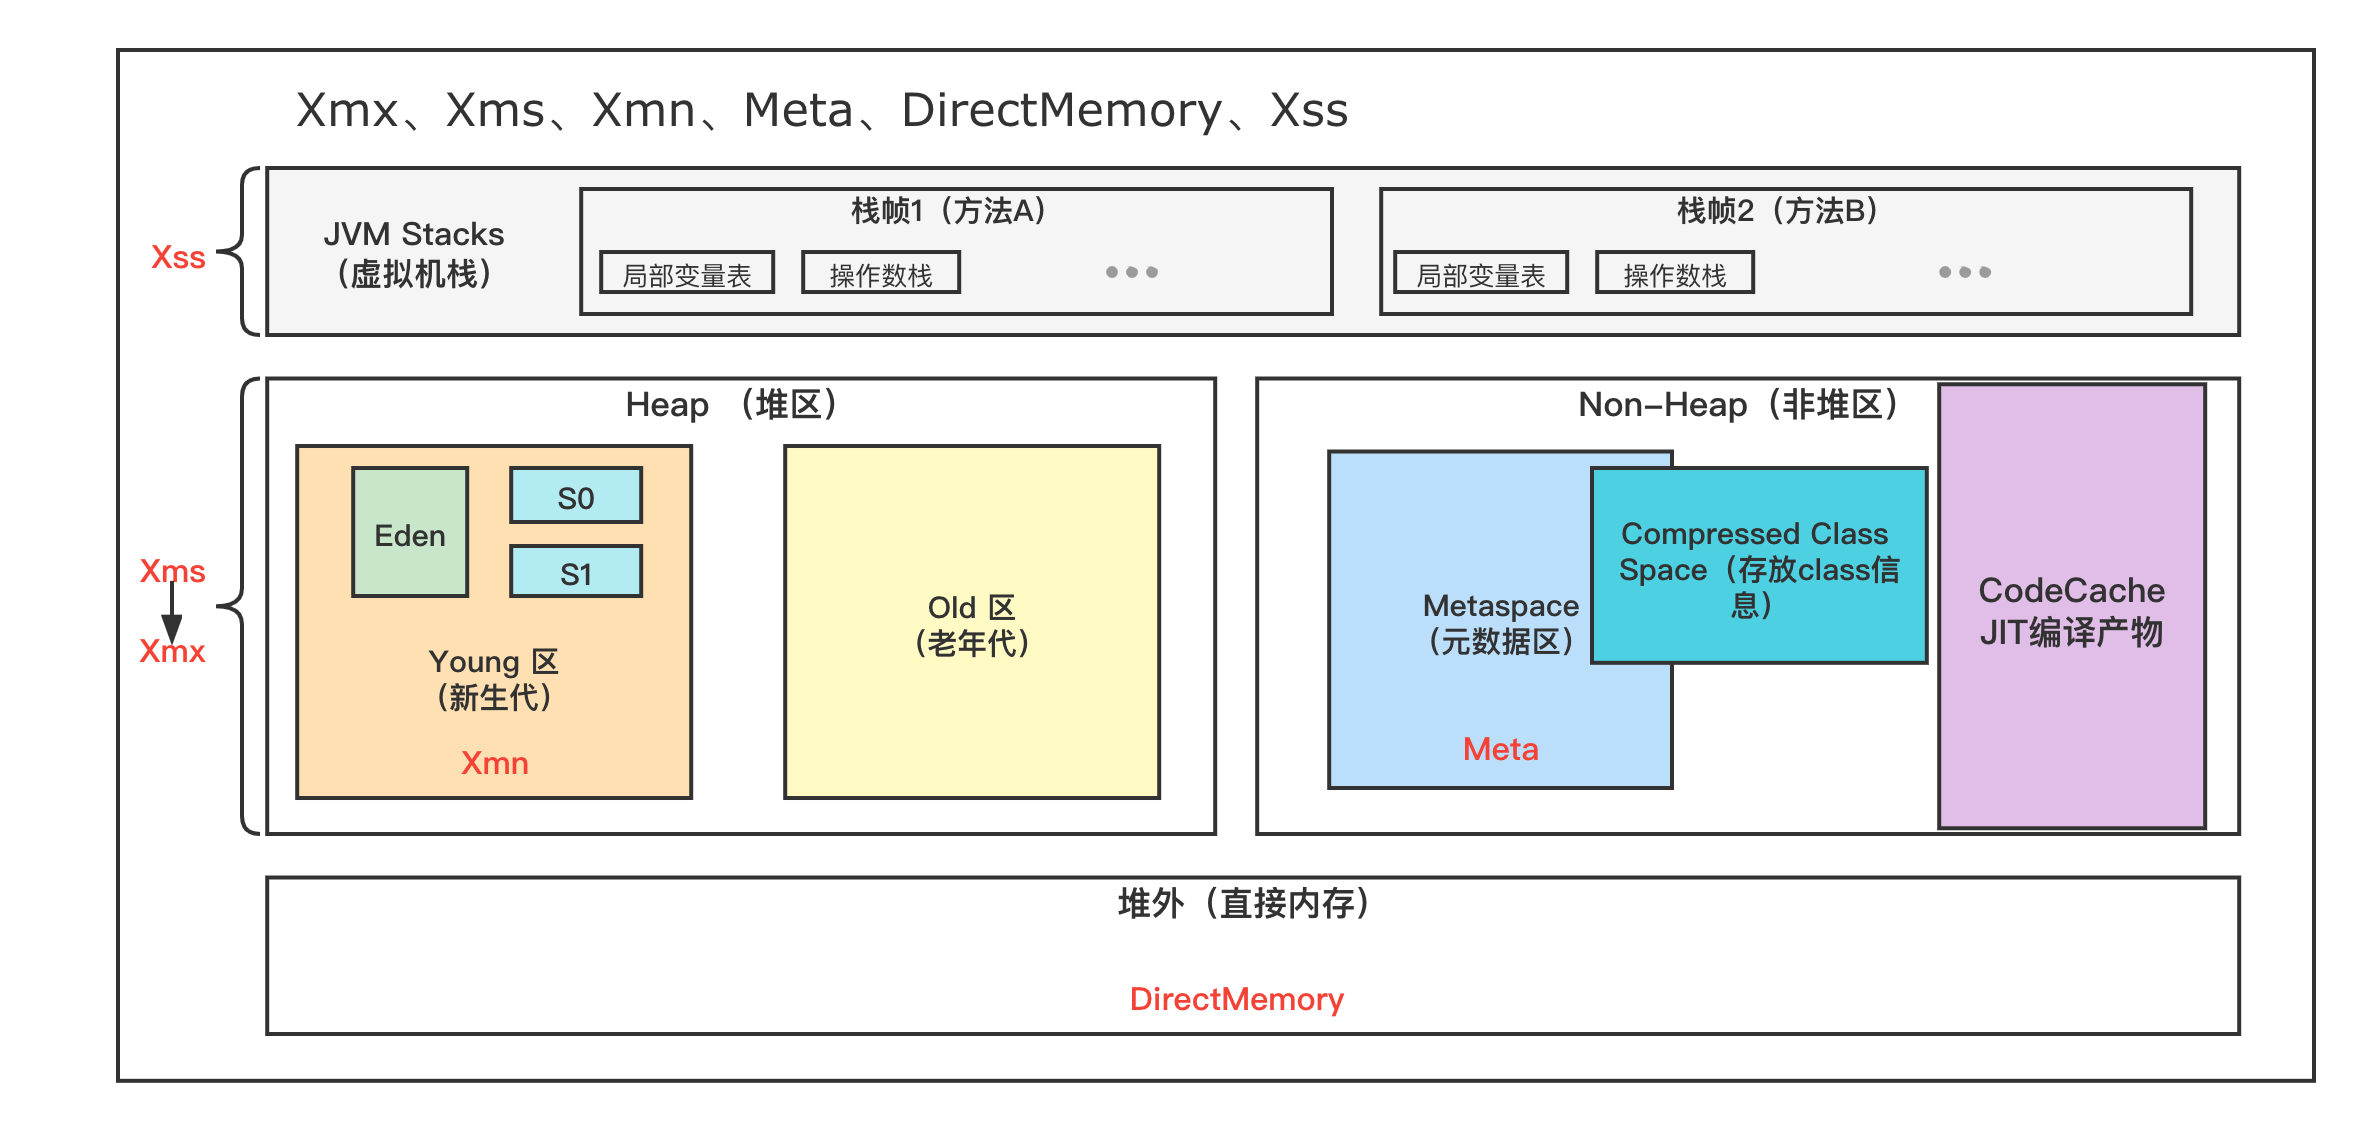 Xmx、Xms、Xmn、Meta、DirectMemory、Xss
Xss
JVM Stacks
（虚拟机栈）
栈帧1（方法A）
局部变量表
操作数栈
•••
栈帧2（方法B）
局部变量表
操作数栈
•••
Xms
Xmx
Heap （堆区）
Eden
S0
S1
Young 区
（新生代）
Xmn
Old 区
（老年代）
Non-Heap（非堆区）
Metaspace
（元数据区）
Meta
Compressed Class
Space（存放class信
息）
CodeCache
JIT编译产物
堆外（直接内存）
DirectMemory